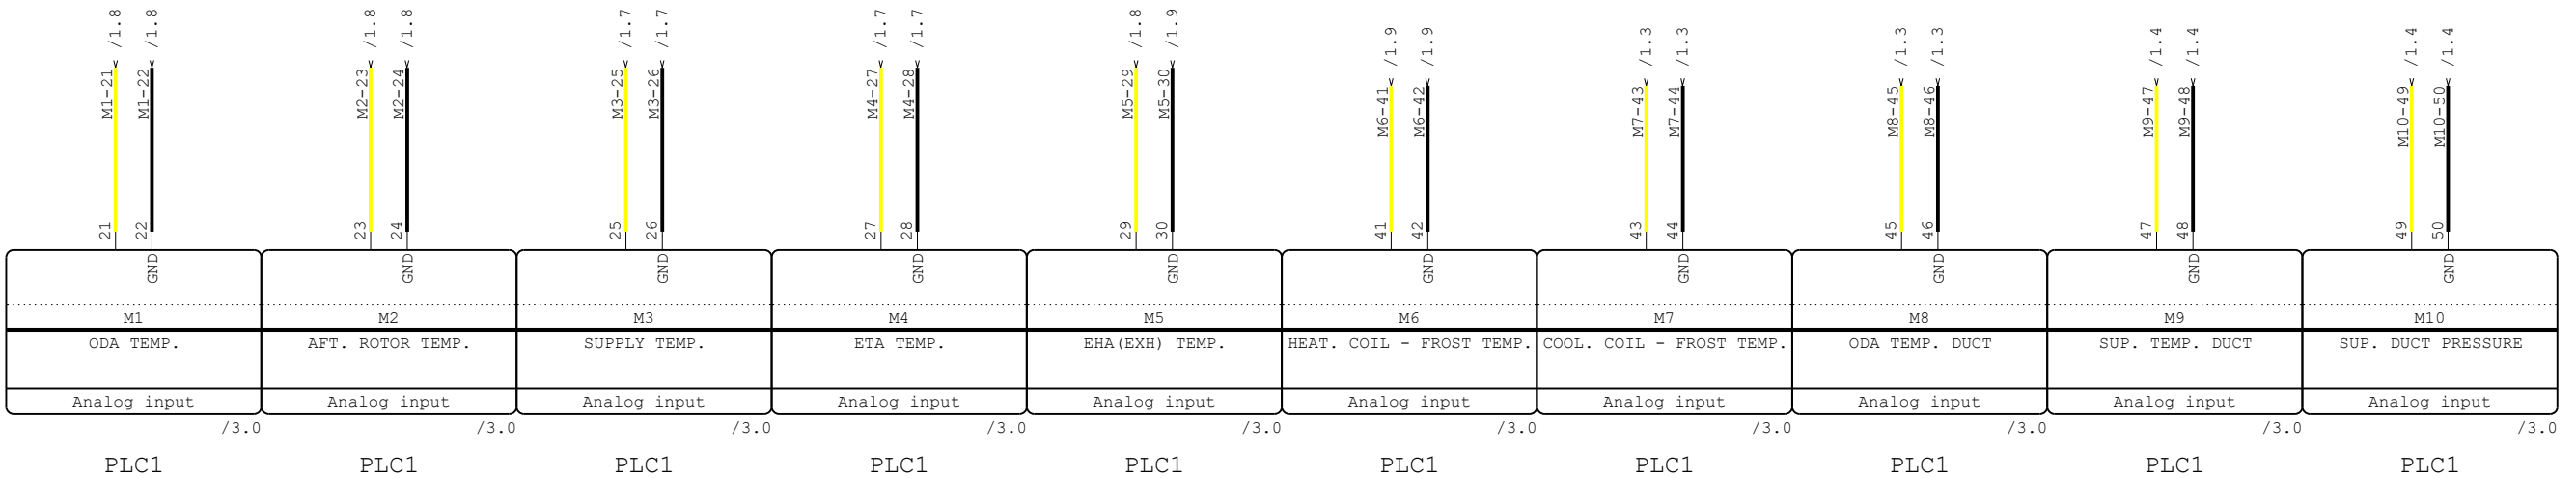 /1.8 /1.8 /1.8 /1.8 /1.7 /1.7 /1.7 /1.7 /1.8 /1.9 /1.9 /1.9 /1.3 /1.3 /1.3 /1.3 /1.4 /1.4 /1.4 /1.4
M1-21 M1-22 M2-23 M2-24 M3-25 M3-26 M4-27 M4-28 M5-29 M5-30 M6-41 M6-42 M7-43 M7-44 M8-45 M8-46 M9-47 M9-48 M10-49 M10-50
21 22 23 24 25 26 27 28 29 30 41 42 43 44 45 46 47 48 49 50
GND GND GND GND GND GND GND GND GND GND
M1 M2 M3 M4 M5 M6 M7 M8 M9 M10
ODA TEMP. AFT. ROTOR TEMP. SUPPLY TEMP. ETA TEMP. EHA(EXH) TEMP. HEAT. COIL - FROST TEMP. COOL. COIL - FROST TEMP. ODA TEMP. DUCT SUP. TEMP. DUCT SUP. DUCT PRESSURE
Analog input Analog input Analog input Analog input Analog input Analog input Analog input Analog input Analog input Analog input
/3.0 /3.0 /3.0 /3.0 /3.0 /3.0 /3.0 /3.0 /3.0 /3.0
PLC1 PLC1 PLC1 PLC1 PLC1 PLC1 PLC1 PLC1 PLC1 PLC1